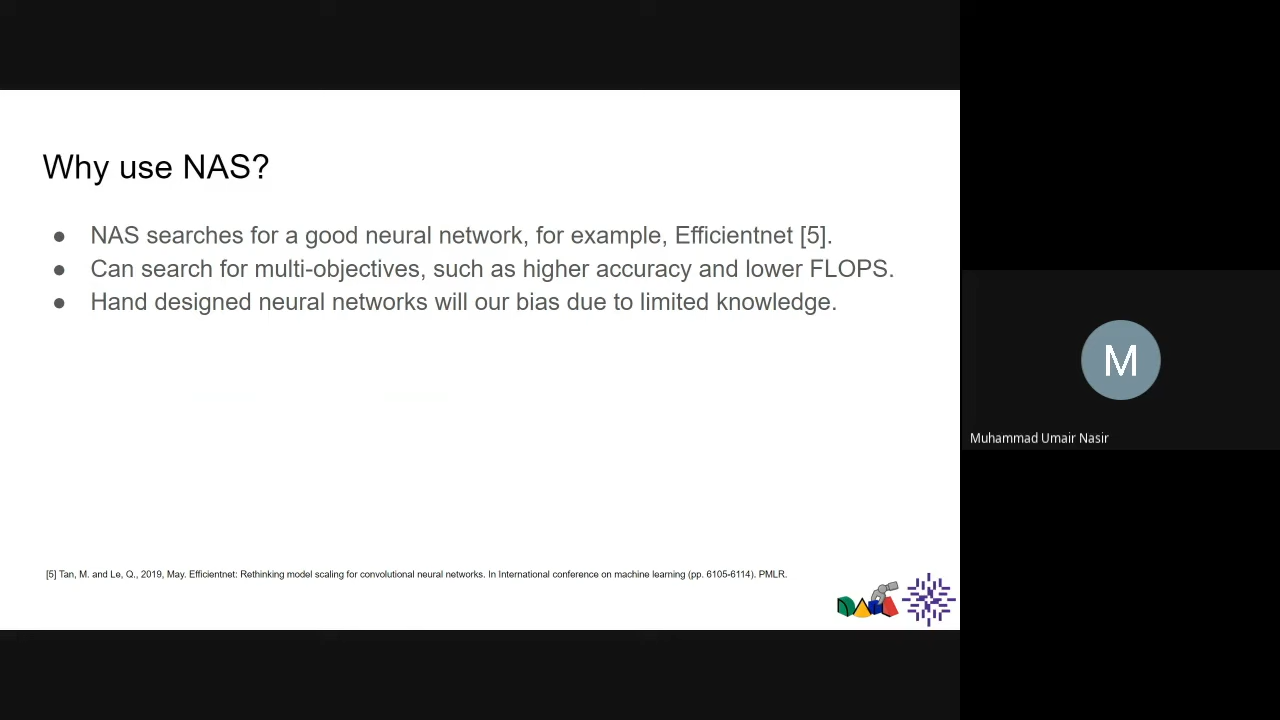 Why use NAS?
● NAS searches for a good neural network, for example, Efficientnet [5].
● Can search for multi-objectives, such as higher accuracy and lower FLOPS.
● Hand designed neural networks will our bias due to limited knowledge.
[5] Tan, M. and Le, Q., 2019, May. Efficientnet: Rethinking model scaling for convolutional neural networks. In International conference on machine learning (pp. 6105-6114). PMLR.
M
Muhammad Umair Nasir